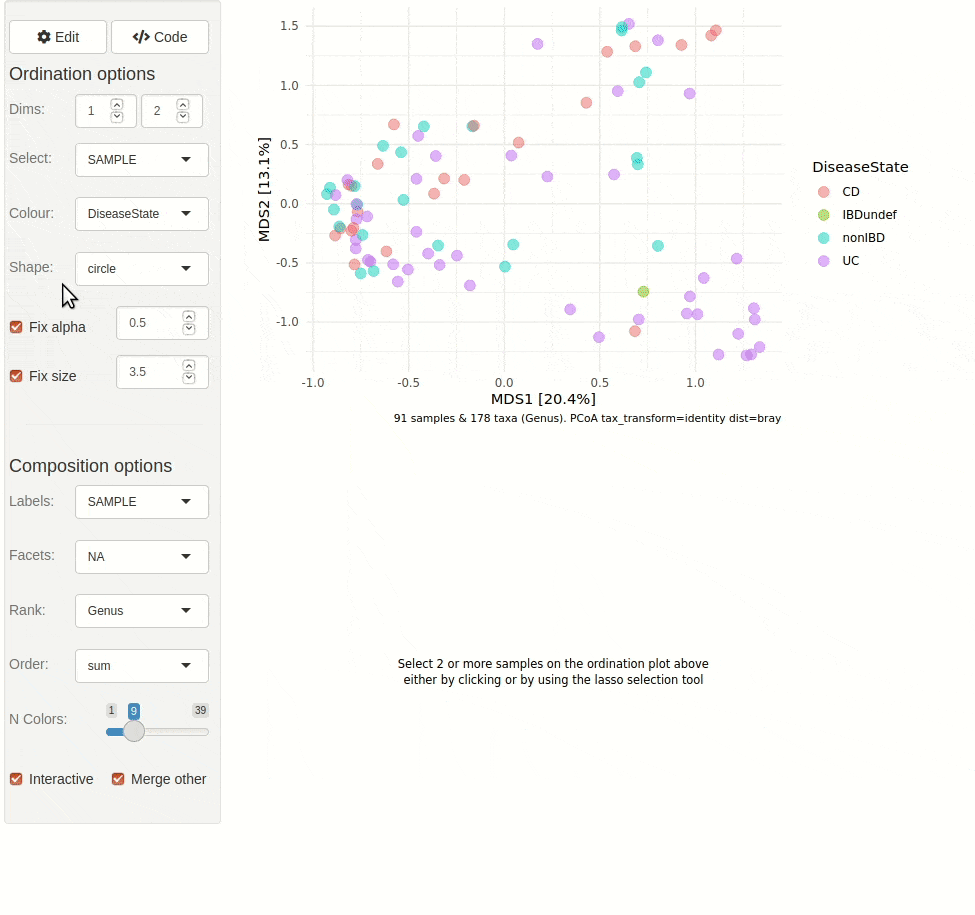 Edit </> Code
Ordination options
Dims: 1 2
Select: SAMPLE
Colour: DiseaseState
Shape: circle
Fix alpha 0.5
Fix size 3.5
Composition options
Labels: SAMPLE
Facets: NA
Rank: Genus
Order: sum
N Colors: 1 9 39
Interactive Merge other
MDS2 [13.1%]
1.5
1.0
0.5
0.0
-0.5
-1.0
-1.0 -0.5 0.0 0.5 1.0
MDS1 [20.4%]
91 samples & 178 taxa (Genus). PCoA tax_transform=identity dist=bray
DiseaseState
CD
IBDundef
nonIBD
UC
Select 2 or more samples on the ordination plot above
either by clicking or by using the lasso selection tool